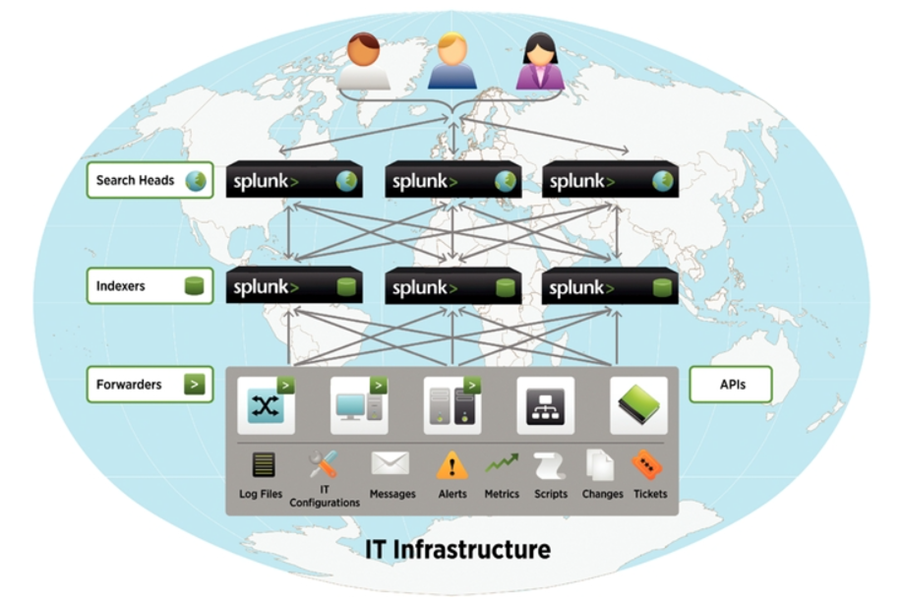 Search Heads
splunk>
splunk>
splunk>
Indexers
splunk>
splunk>
splunk>
Forwarders
>
>
>
>
APIs
Log Files
IT
Configurations
Messages
Alerts
Metrics
Scripts
Changes
Tickets
IT Infrastructure